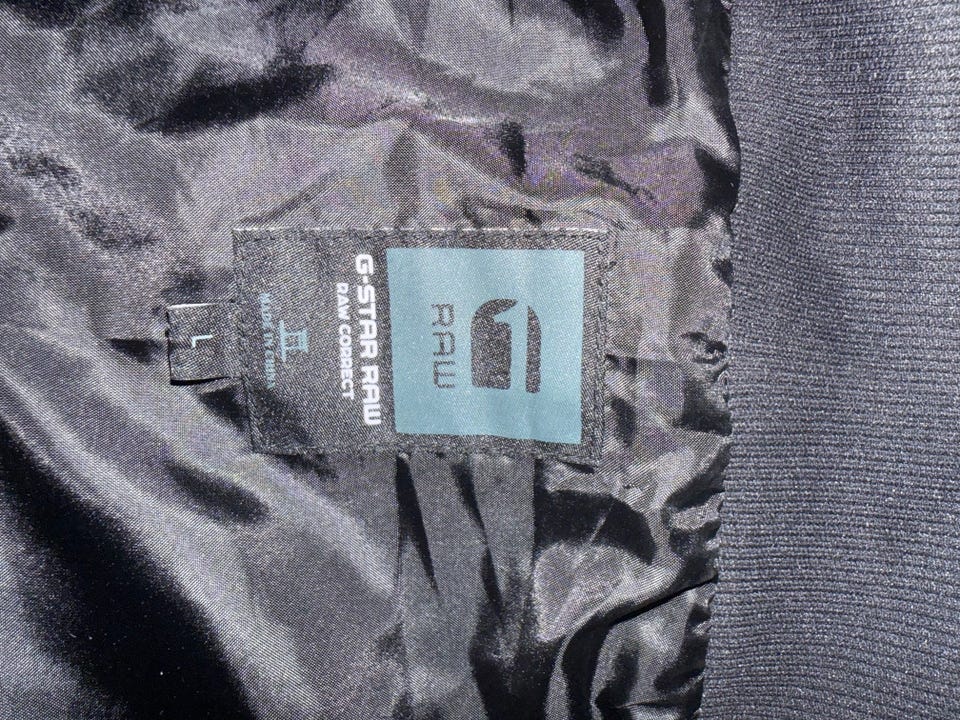 RAW
G-STAR RAW
RAW CORRECT
MADE IN CHINA
L